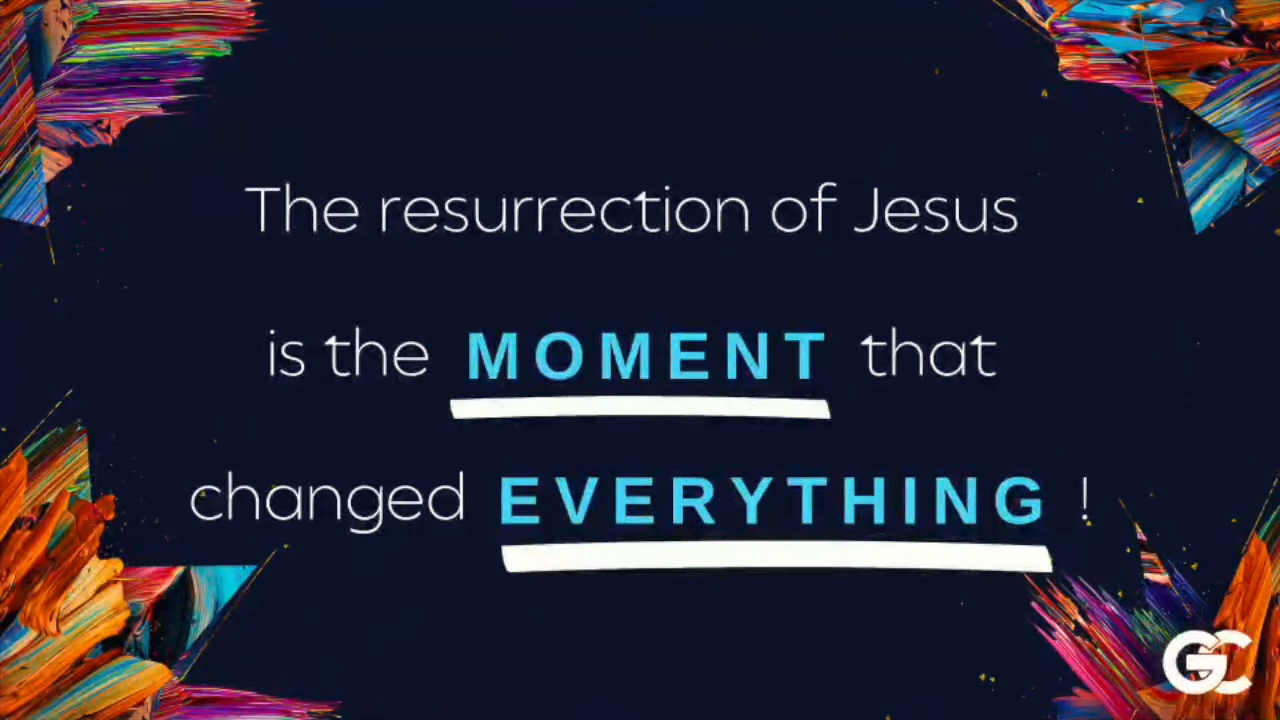 The resurrection of Jesus
is the MOMENT that
changed EVERYTHING !
GC